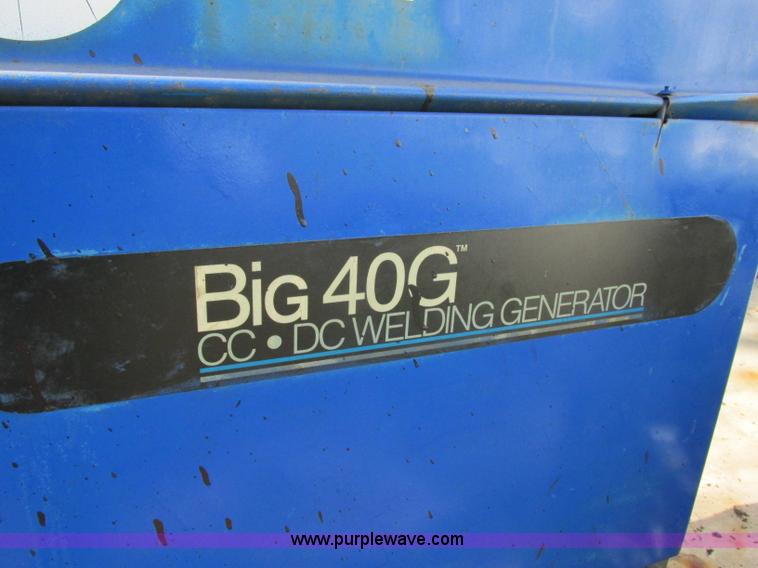 BiG 40G™
CC • DC WELDING GENERATOR
www.purplewave.com